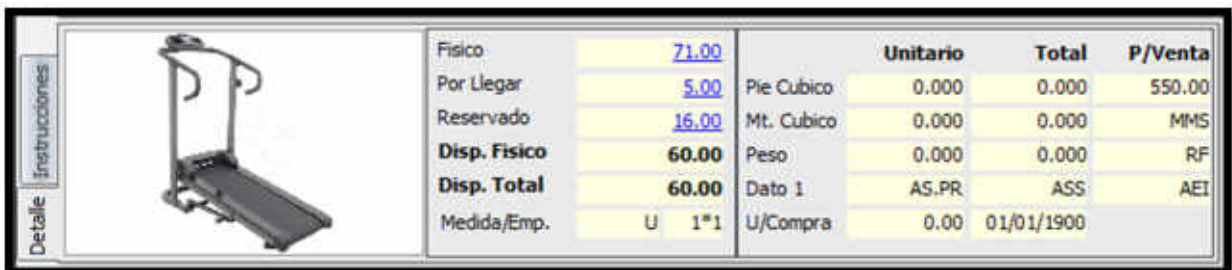 Instrucciones
Detalle
Fisico 71.00
Por Llegar 5.00
Reservado 16.00
Disp. Fisico 60.00
Disp. Total 60.00
Medida/Emp. U 1*1
Unitario Total P/Venta
Pie Cubico 0.000 0.000 550.00
Mt. Cubico 0.000 0.000 MMS
Peso 0.000 0.000 RF
Dato 1 AS.PR ASS AEI
U/Compra 0.00 01/01/1900